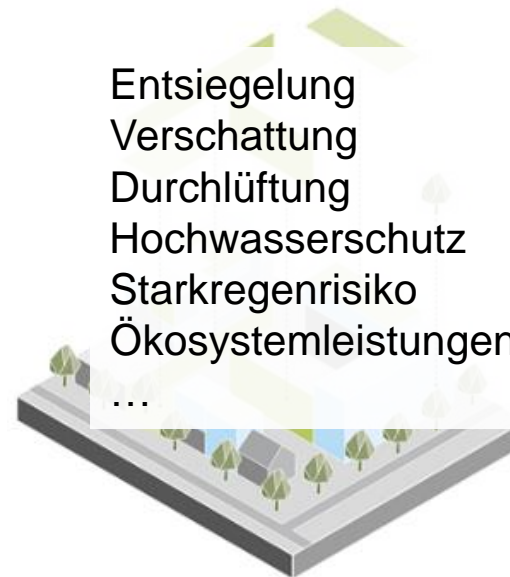 Entsiegelung
Verschattung
Durchlüftung
Hochwasserschutz
Starkregenrisiko
Ökosystemleistungen
…